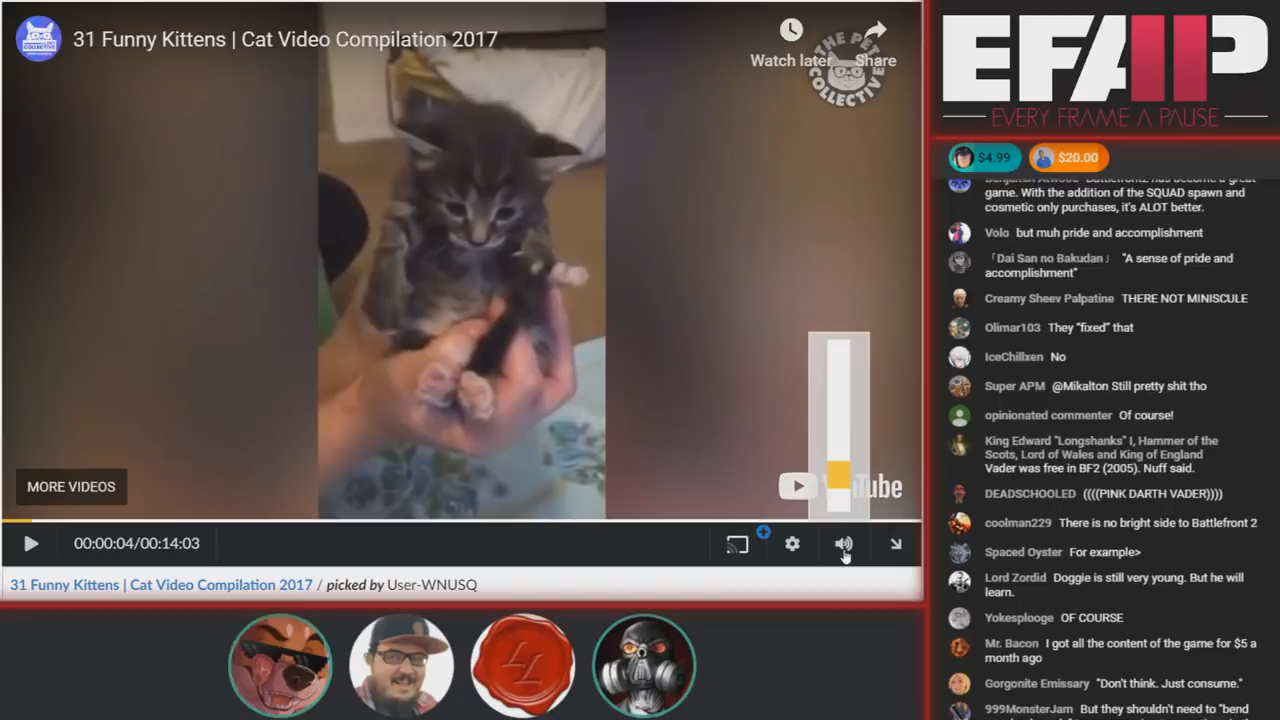 31 Funny Kittens | Cat Video Compilation 2017
COLLECTIVE
Watch later
Share
THE PET
COLLECTIVE
MORE VIDEOS
Tube
00:00:04/00:14:03
31 Funny Kittens | Cat Video Compilation 2017 / picked by User-WNUSQ
LL
EFAP
EVERY FRAME A PAUSE
$4.99
$20.00
game. With the addition of the SQUAD spawn and
cosmetic only purchases, it's ALOT better.
Volo but muh pride and accomplishment
「Dai San no Bakudan」 "A sense of pride and
accomplishment"
Creamy Sheev Palpatine THERE NOT MINISCULE
Olimar103 They “fixed” that
IceChillxen No
Super APM @Mikalton Still pretty shit tho
opinionated commenter Of course!
King Edward "Longshanks" I, Hammer of the
Scots, Lord of Wales and King of England
Vader was free in BF2 (2005). Nuff said.
DEADSCHOOLED ((((PINK DARTH VADER))))
coolman229 There is no bright side to Battlefront 2
Spaced Oyster For example>
Lord Zordid Doggie is still very young. But he will
learn.
Yokesplooge OF COURSE
Mr. Bacon I got all the content of the game for $5 a
month ago
Gorgonite Emissary "Don't think. Just consume."
999MonsterJam But they shouldn't need to "bend